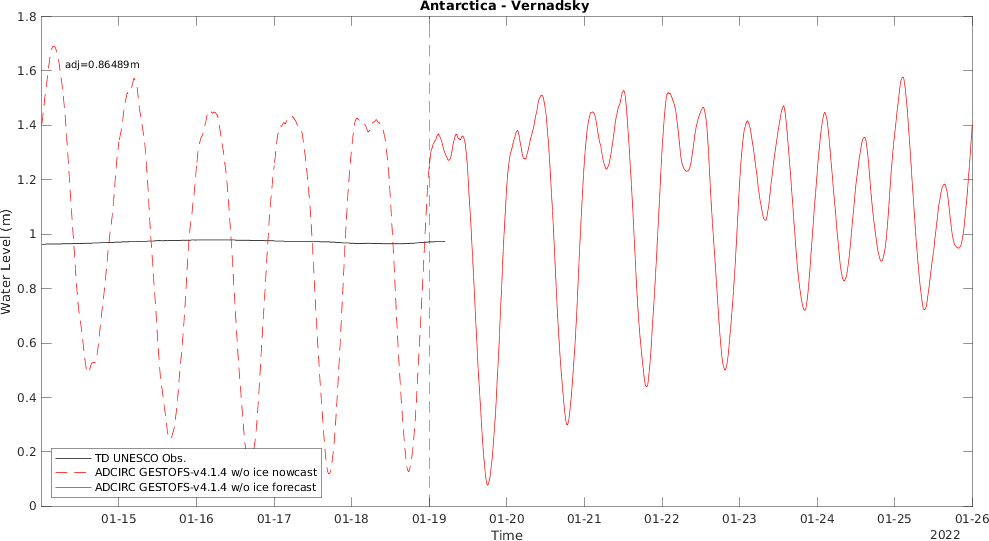 Antarctica - Vernadsky
adj=0.86489m
1.8
1.6
1.4
1.2
1
0.8
0.6
0.4
0.2
0
Water Level (m)
TD UNESCO Obs.
ADCIRC GESTOFS-v4.1.4 w/o ice nowcast
ADCIRC GESTOFS-v4.1.4 w/o ice forecast
01-15 01-16 01-17 01-18 01-19 01-20 01-21 01-22 01-23 01-24 01-25 01-26
Time
2022